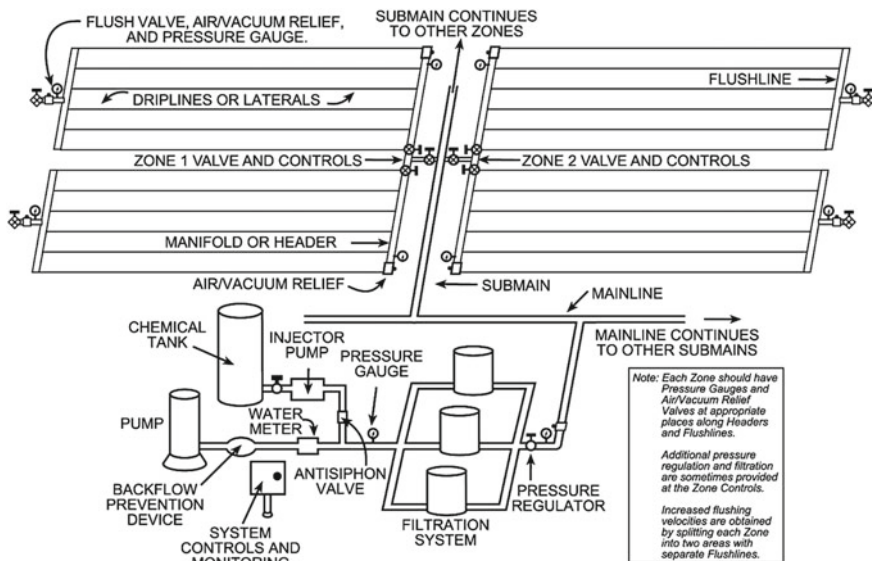 FLUSH VALVE, AIR/VACUUM RELIEF,
AND PRESSURE GAUGE.
SUBMAIN CONTINUES
TO OTHER ZONES
FLUSHLINE
DRIPLINES OR LATERALS
ZONE 1 VALVE AND CONTROLS
ZONE 2 VALVE AND CONTROLS
MANIFOLD OR HEADER
AIR/VACUUM RELIEF
SUBMAIN
MAINLINE
MAINLINE CONTINUES
TO OTHER SUBMAINS
CHEMICAL
TANK
INJECTOR
PUMP
PRESSURE
GAUGE
WATER
METER
PUMP
ANTISIPHON
VALVE
BACKFLOW
PREVENTION
DEVICE
SYSTEM
CONTROLS AND
MONITORING
FILTRATION
SYSTEM
PRESSURE
REGULATOR
Note: Each Zone should have
Pressure Gauges and
Air/Vacuum Relief
Valves at appropriate
places along Headers
and Flushlines.
Additional pressure
regulation and filtration
are sometimes provided
at the Zone Controls.
Increased flushing
velocities are obtained
by splitting each Zone
into two areas with
separate Flushlines.